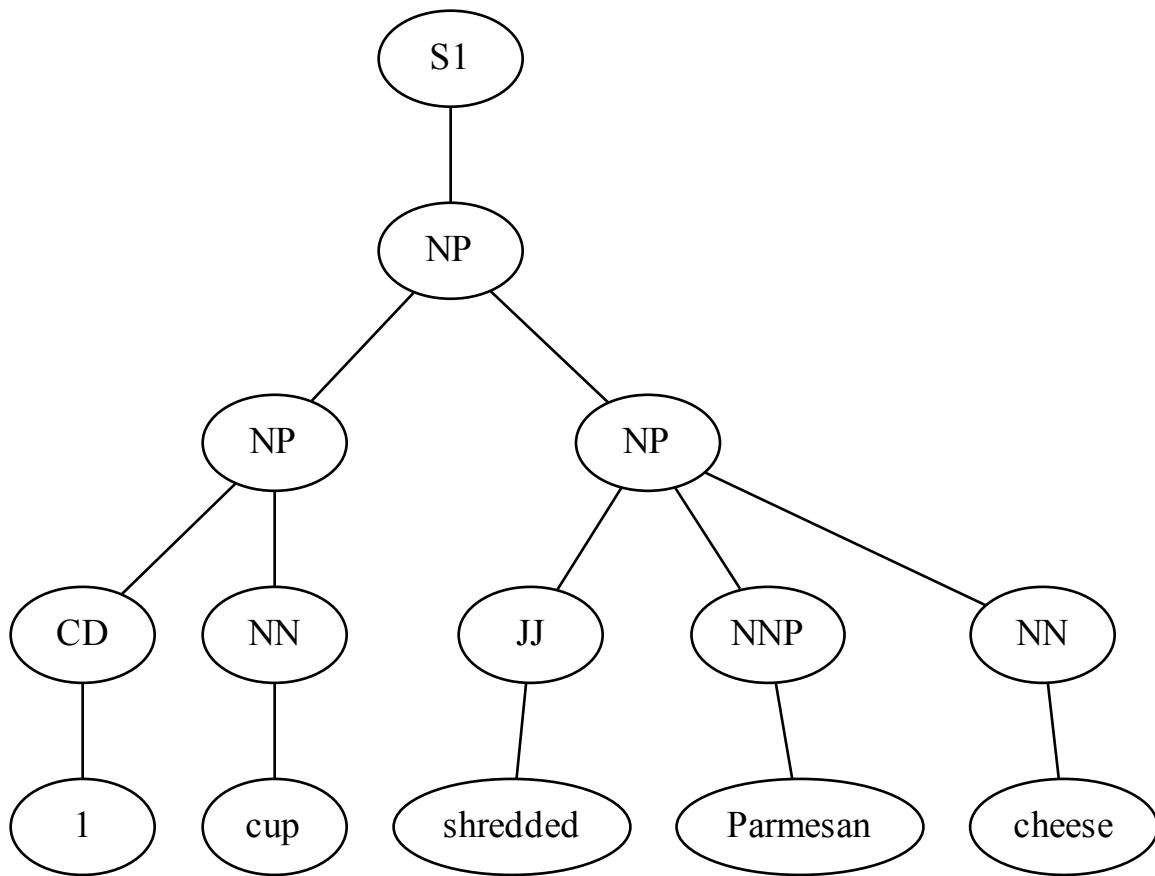 S1
NP
NP NP
CD NN JJ NNP NN
1 cup shredded Parmesan cheese